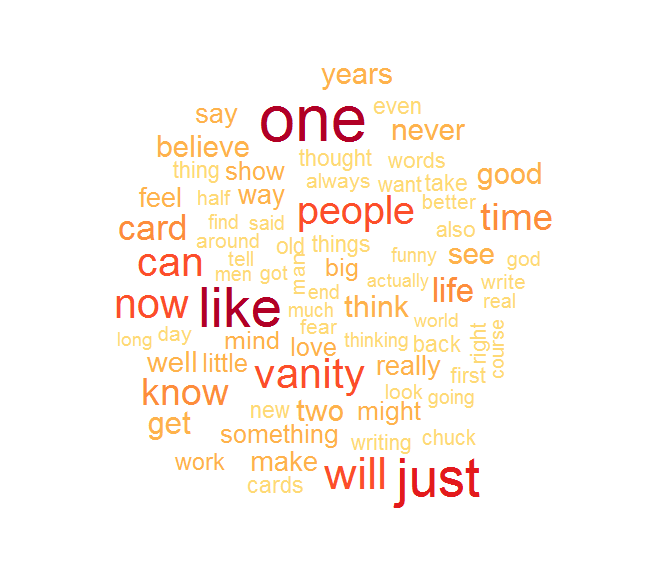 years
say one even
believe thought words never
thing show always want take good
feel half way people better time
card find said also
around old things funny see god
can tell men got man big actually life write
now like end much think world real
long day fear
mind love thinking back right course
well little vanity really first
know look going
get new two might
something writing chuck
work make will just
cards